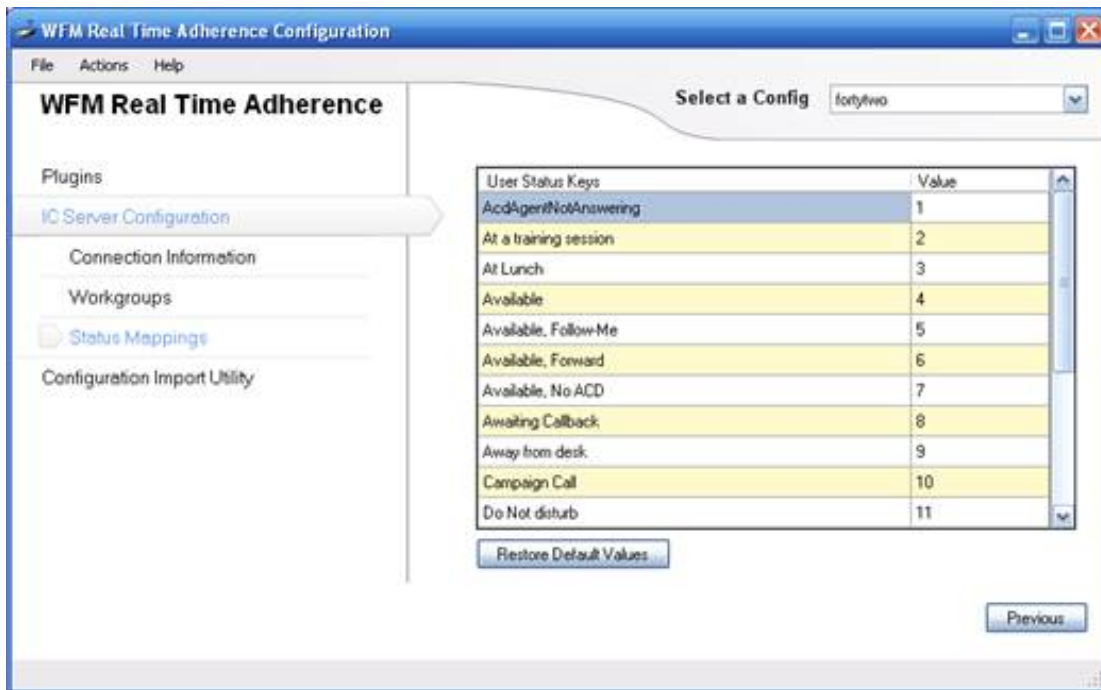 WFM Real Time Adherence Configuration
File Actions Help
WFM Real Time Adherence
Select a Config fortytwo
Plugins
IC Server Configuration
Connection Information
Workgroups
Status Mappings
Configuration Import Utility
User Status Keys Value
AcdAgentNotAnswering 1
At a training session 2
At Lunch 3
Available 4
Available, Follow-Me 5
Available, Forward 6
Available, No ACD 7
Awaiting Callback 8
Away from desk 9
Campaign Call 10
Do Not disturb 11
Restore Default Values
Previous